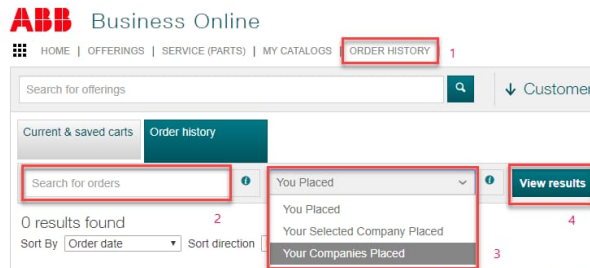 ABB Business Online
HOME | OFFERINGS | SERVICE (PARTS) | MY CATALOGS | ORDER HISTORY 1
Search for offerings
Customer
Current & saved carts Order history
Search for orders
You Placed
View results
0 results found
2
You Placed
4
Your Selected Company Placed
Sort By Order date Sort direction
Your Companies Placed
3